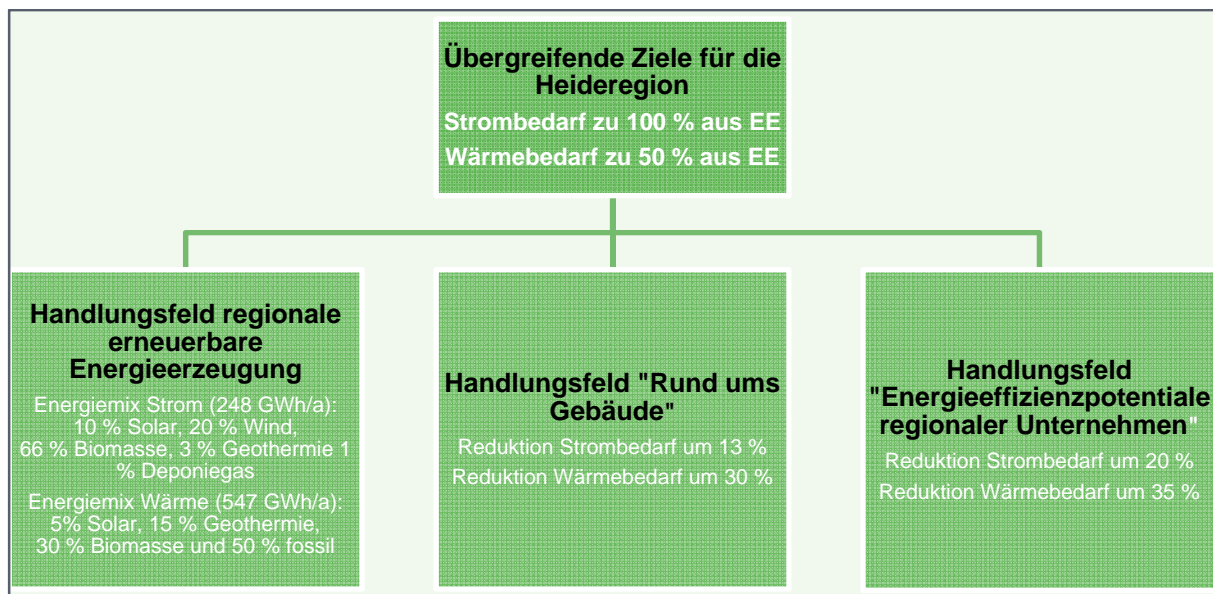 Übergreifende Ziele für die
Heideregion
Strombedarf zu 100 % aus EE
Wärmebedarf zu 50 % aus EE
Handlungsfeld regionale
erneuerbare
Energieerzeugung
Energiemix Strom (248 GWh/a):
10 % Solar, 20 % Wind,
66 % Biomasse, 3 % Geothermie 1
% Deponiegas
Energiemix Wärme (547 GWh/a):
5% Solar, 15 % Geothermie,
30 % Biomasse und 50 % fossil
Handlungsfeld "Rund ums
Gebäude"
Reduktion Strombedarf um 13 %
Reduktion Wärmebedarf um 30 %
Handlungsfeld
"Energieeffizienzpotentiale
regionaler Unternehmen"
Reduktion Strombedarf um 20 %
Reduktion Wärmebedarf um 35 %